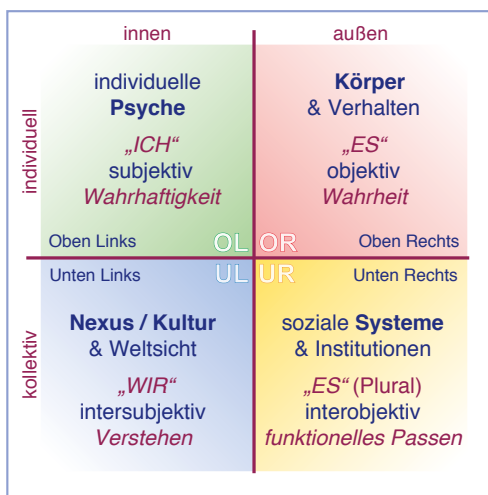 innen
außen
individuell
individuelle
Psyche
„ICH“
subjektiv
Wahrhaftigkeit
Oben Links
OL
Körper
& Verhalten
„ES“
objektiv
Wahrheit
OR
Oben Rechts
kollektiv
Unten Links
UL
Nexus / Kultur
& Weltsicht
„WIR“
intersubjektiv
Verstehen
UR
Unten Rechts
soziale Systeme
& Institutionen
„ES“ (Plural)
interobjektiv
funktionelles Passen